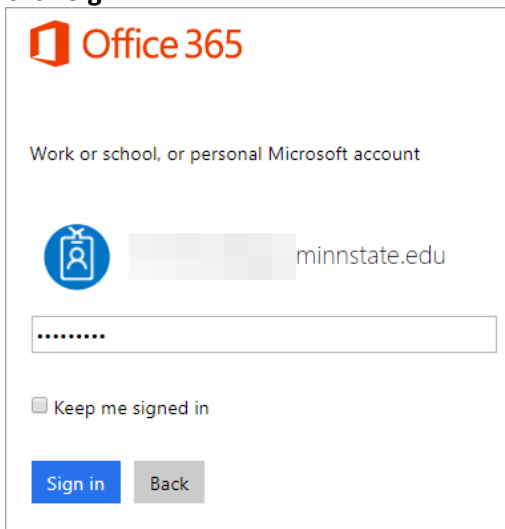 Office 365
Work or school, or personal Microsoft account
minnstate.edu
•••••••••
Keep me signed in
Sign in Back